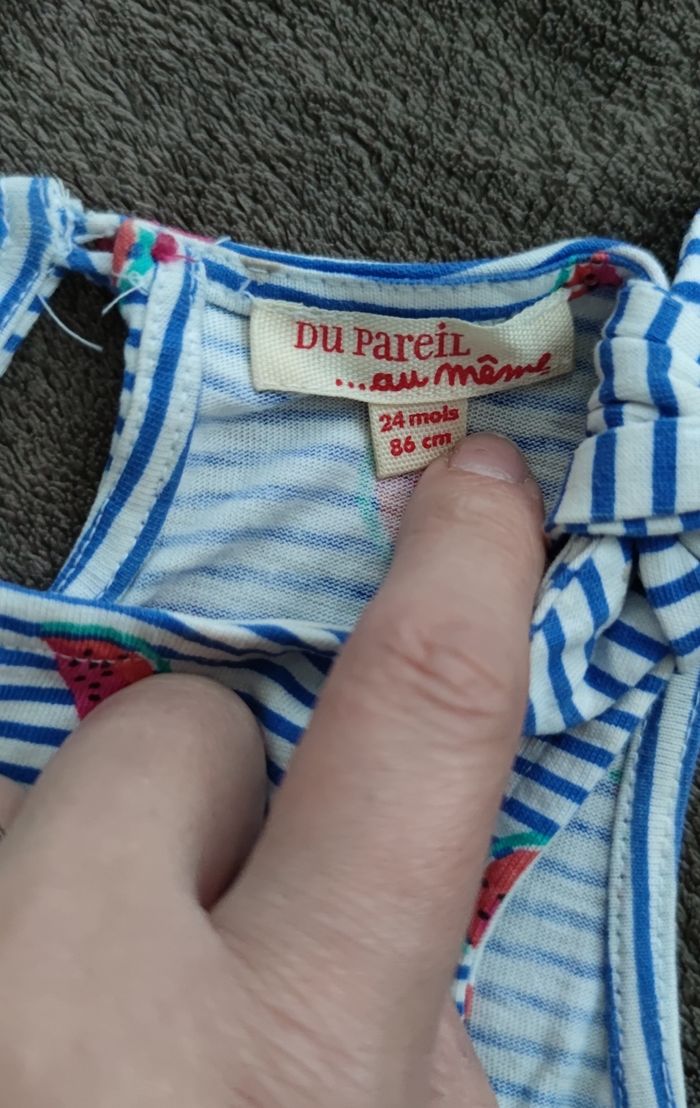 DU PAREIL
...au même
24 mois
86 cm